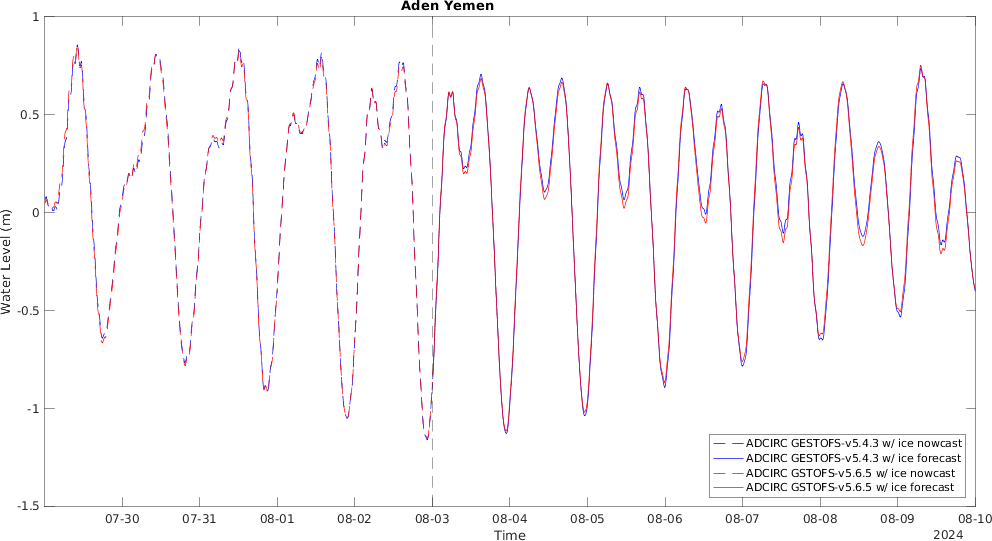 Aden Yemen
1
0.5
0
-0.5
-1
-1.5
Water Level (m)
ADCIRC GESTOFS-v5.4.3 w/ ice nowcast
ADCIRC GESTOFS-v5.4.3 w/ ice forecast
ADCIRC GSTOFS-v5.6.5 w/ ice nowcast
ADCIRC GSTOFS-v5.6.5 w/ ice forecast
07-30 07-31 08-01 08-02 08-03 08-04 08-05 08-06 08-07 08-08 08-09 08-10
Time
2024